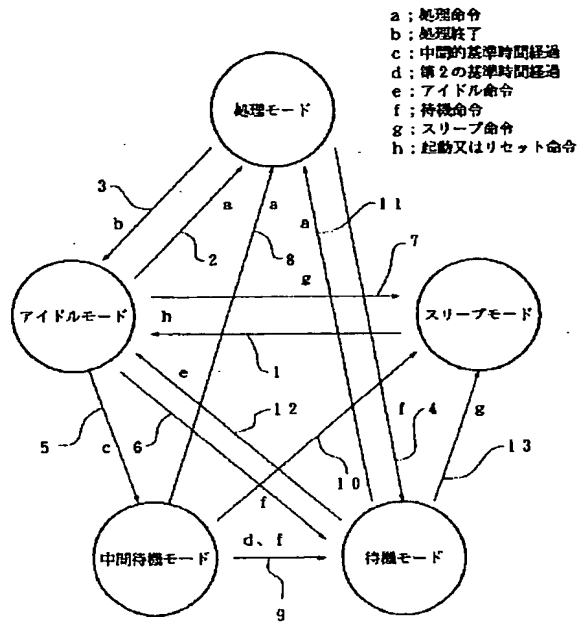 a；処理命令
b；処理終了
c；中間的基準時間経過
d；第2の基準時間経過
e；アイドル命令
f；待機命令
g；スリープ命令
h；起動又はリセット命令
処理モード
3
b
a
2
a
8
a
11
g
7
アイドルモード
h
スリープモード
1
e
5
c
6
12
f
10
f
4
g
13
中間待機モード
d、f
9
待機モード